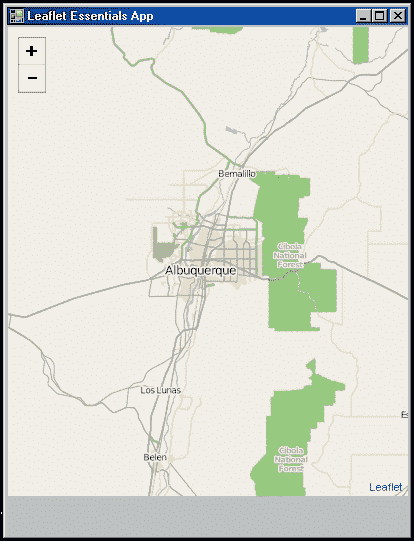 Leaflet Essentials App
+
−
Bernalillo
Cibola
National
Forest
Albuquerque
Los Lunas
Es
Belen
Cibola
National
Forest
Leaflet